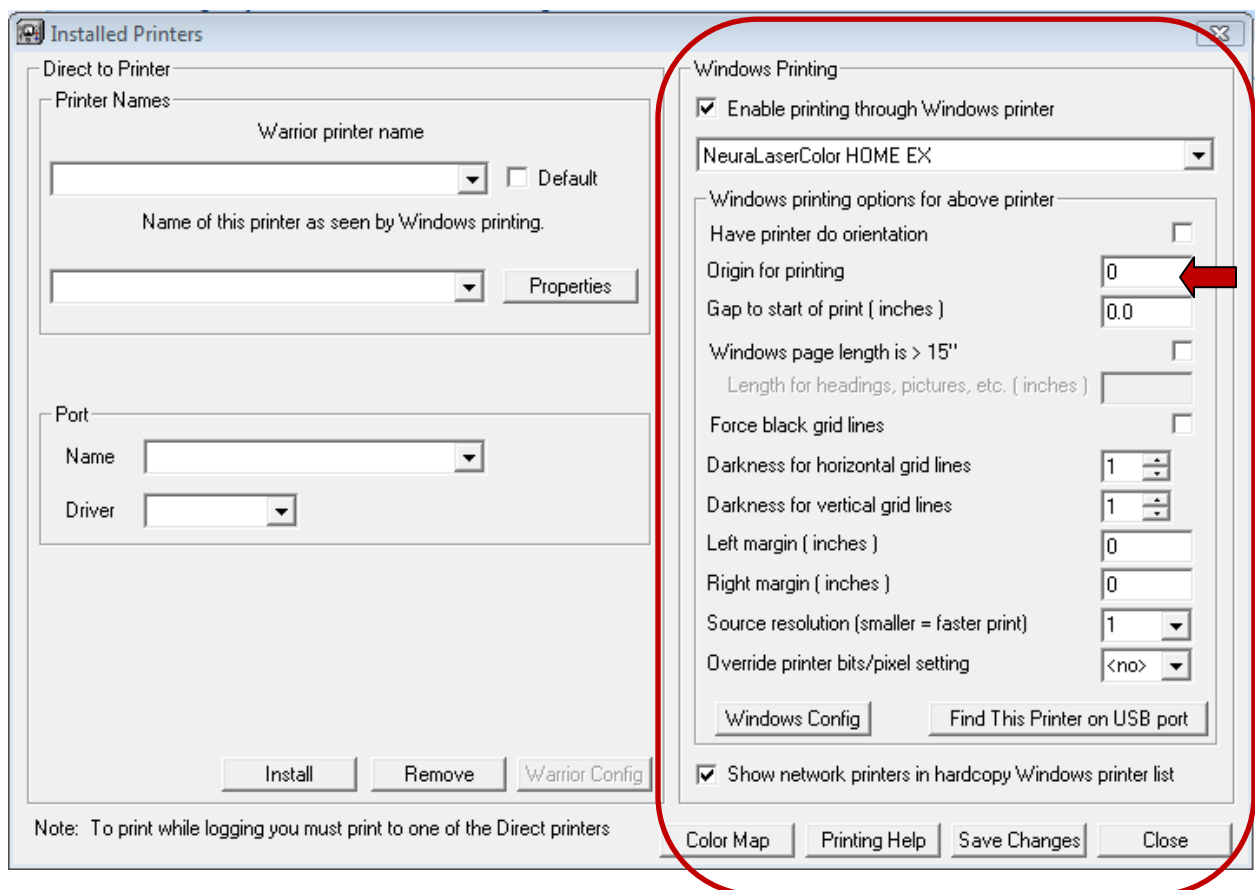 Installed Printers
Direct to Printer
Printer Names
Warrior printer name
Default
Name of this printer as seen by Windows printing.
Properties
Port
Name
Driver
Install
Remove
Warrior Config
Note: To print while logging you must print to one of the Direct printers
Windows Printing
Enable printing through Windows printer
NeuraLaserColor HOME EX
Windows printing options for above printer
Have printer do orientation
Origin for printing 0
Gap to start of print ( inches ) 0.0
Windows page length is > 15"
Length for headings, pictures, etc. ( inches )
Force black grid lines
Darkness for horizontal grid lines 1
Darkness for vertical grid lines 1
Left margin ( inches ) 0
Right margin ( inches ) 0
Source resolution (smaller = faster print) 1
Override printer bits/pixel setting <no>
Windows Config
Find This Printer on USB port
Show network printers in hardcopy Windows printer list
Color Map
Printing Help
Save Changes
Close